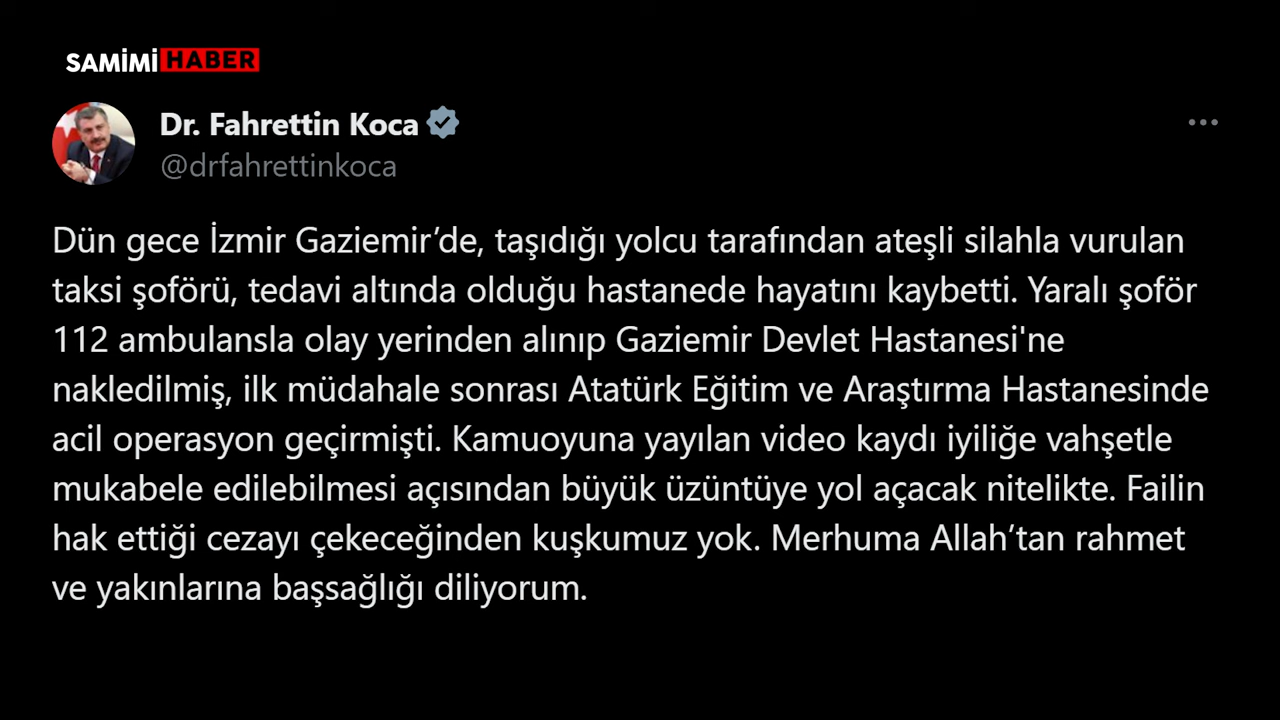 SAMİMİ HABER
Dr. Fahrettin Koca
@drfahrettinkoca
Dün gece İzmir Gaziemir’de, taşıdığı yolcu tarafından ateşli silahla vurulan
taksi şoförü, tedavi altında olduğu hastanede hayatını kaybetti. Yaralı şoför
112 ambulansla olay yerinden alınıp Gaziemir Devlet Hastanesi'ne
nakledilmiş, ilk müdahale sonrası Atatürk Eğitim ve Araştırma Hastanesinde
acil operasyon geçirmişti. Kamuoyuna yayılan video kaydı iyiliğe vahşetle
mukabele edilebilmesi açısından büyük üzüntüye yol açacak nitelikte. Failin
hak ettiği cezayı çekeceğinden kuşkumuz yok. Merhuma Allah’tan rahmet
ve yakınlarına başsağlığı diliyorum.